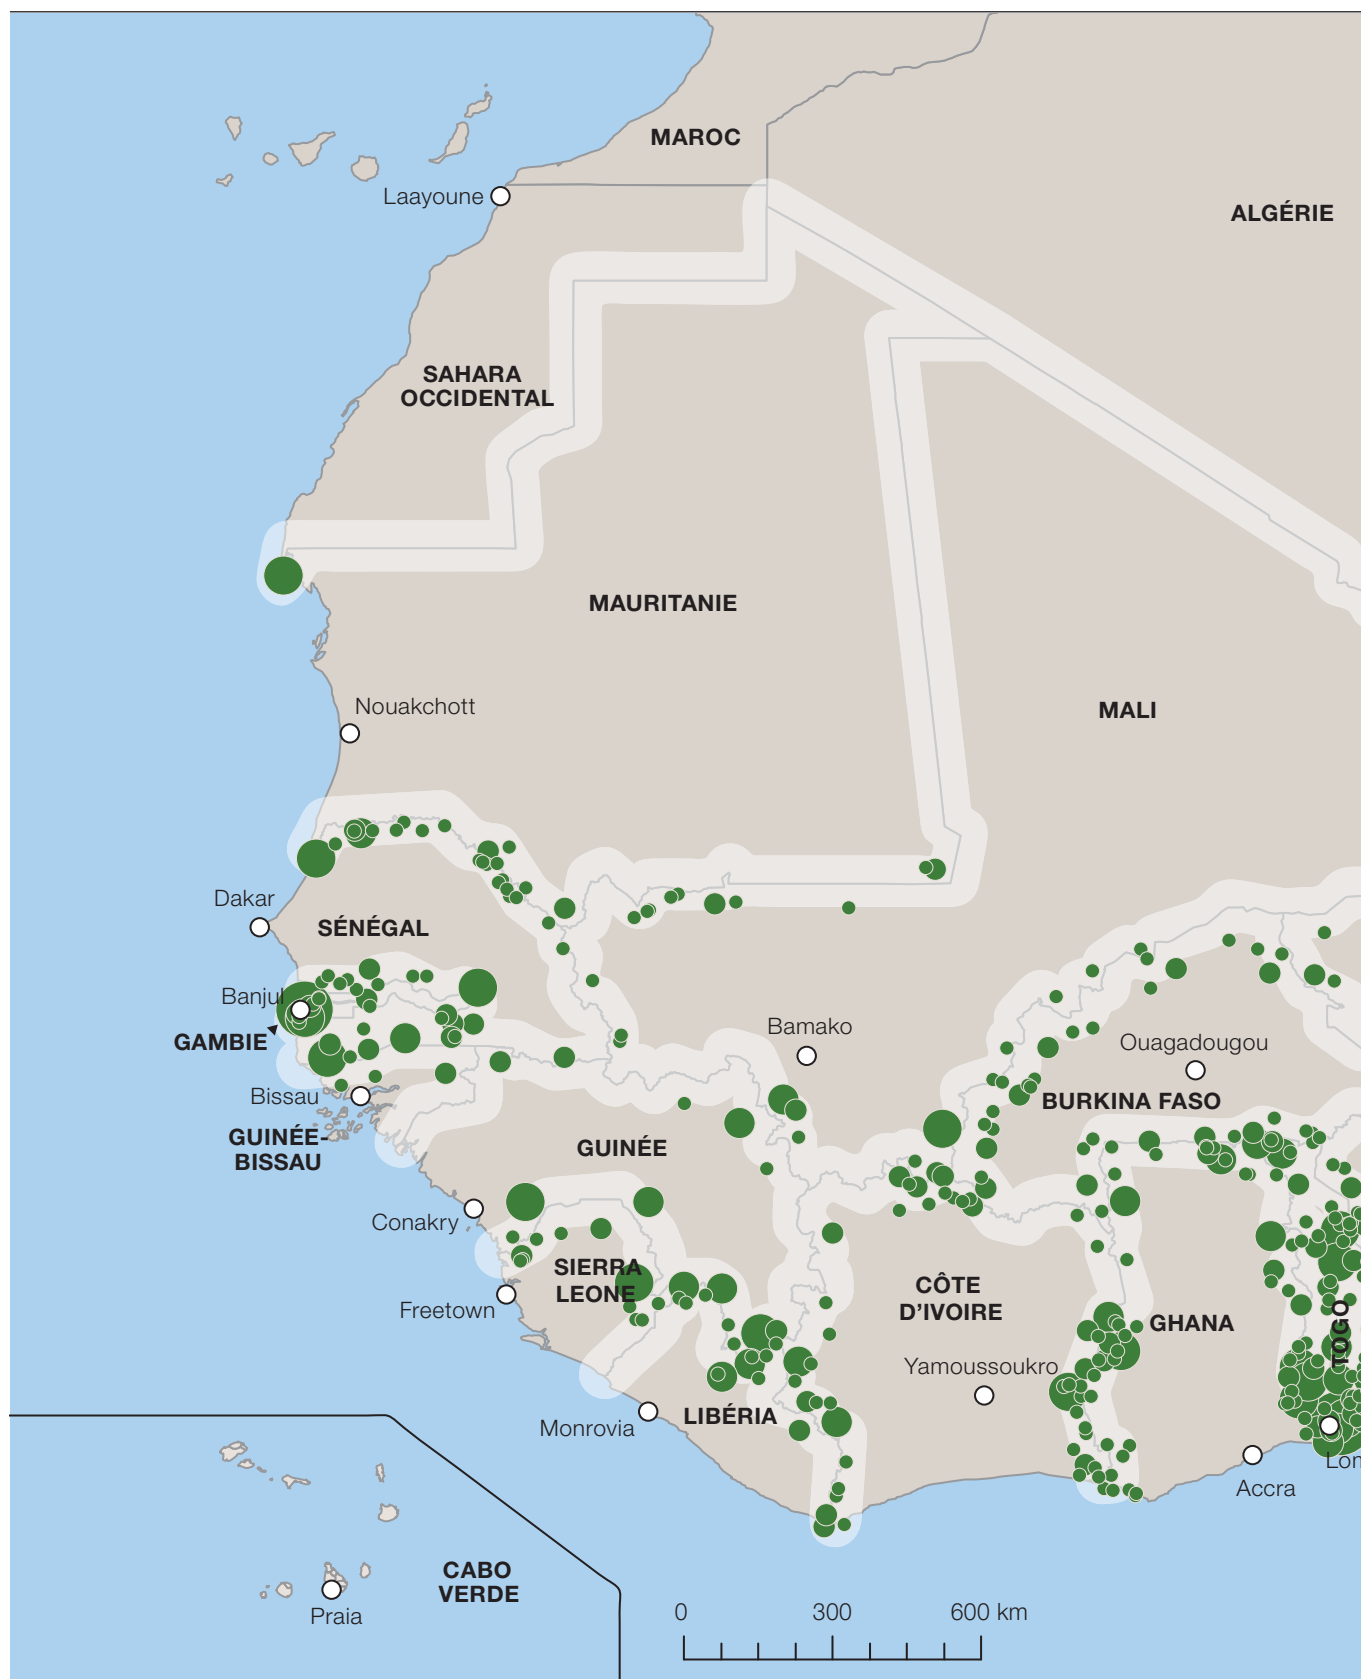 MAROC
Laayoune
ALGÉRIE
SAHARA
OCCIDENTAL
MAURITANIE
Nouakchott
MALI
Dakar
SÉNÉGAL
Banjul
GAMBIE
Bamako
Ouagadougou
Bissau
BURKINA FASO
GUINÉE-
BISSAU
GUINÉE
Conakry
SIERRA
LEONE
Freetown
CÔTE
D'IVOIRE
GHANA
TOGO
Yamoussoukro
Monrovia
LIBÉRIA
Lom
Accra
CABO
VERDE
Praia
0 300 600 km